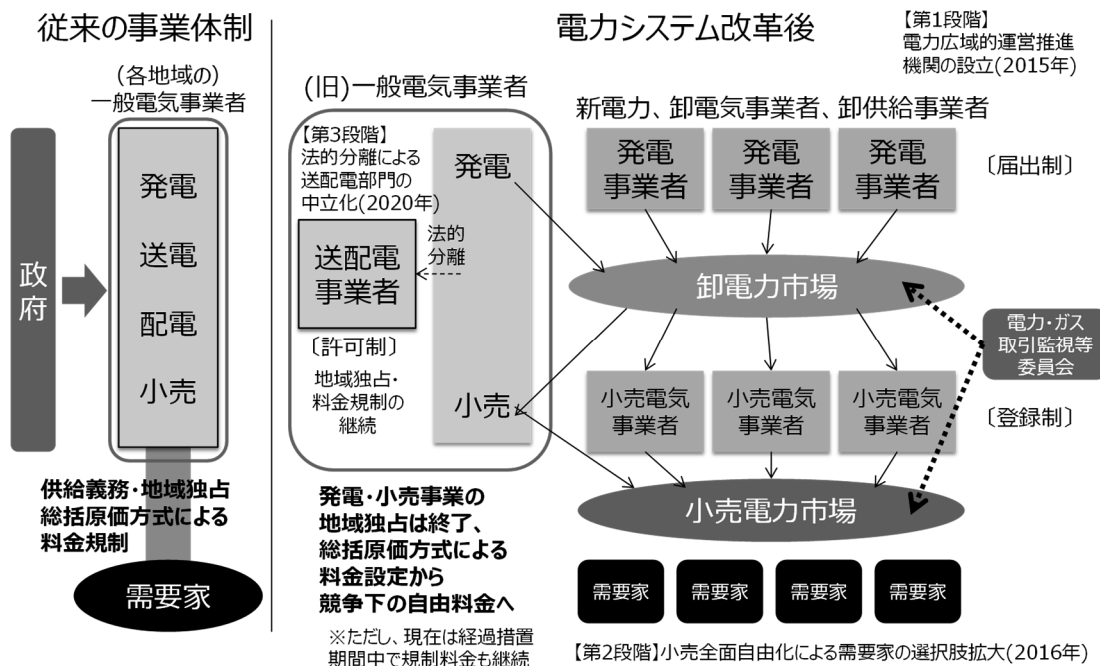 従来の事業体制
(各地域の)
一般電気事業者
政府
発電
送電
配電
小売
供給義務・地域独占
総括原価方式による
料金規制
需要家
電力システム改革後
【第1段階】
電力広域的運営推進
機関の設立(2015年)
(旧)一般電気事業者
【第3段階】
法的分離による
送配電部門の
中立化(2020年)
発電
法的
分離
送配電
事業者
〔許可制〕
地域独占・
料金規制の
継続
小売
発電・小売事業の
地域独占は終了、
総括原価方式による
料金設定から
競争下の自由料金へ
※ただし、現在は経過措置
期間中で規制料金も継続
新電力、卸電気事業者、卸供給事業者
発電
事業者
発電
事業者
発電
事業者
〔届出制〕
卸電力市場
電力・ガス
取引監視等
委員会
小売電気
事業者
小売電気
事業者
小売電気
事業者
〔登録制〕
小売電力市場
需要家
需要家
需要家
需要家
【第2段階】小売全面自由化による需要家の選択肢拡大(2016年)